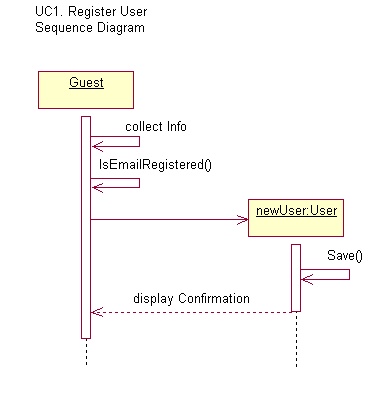 UC1. Register User
Sequence Diagram
Guest
collect Info
IsEmailRegistered()
newUser:User
Save()
display Confirmation